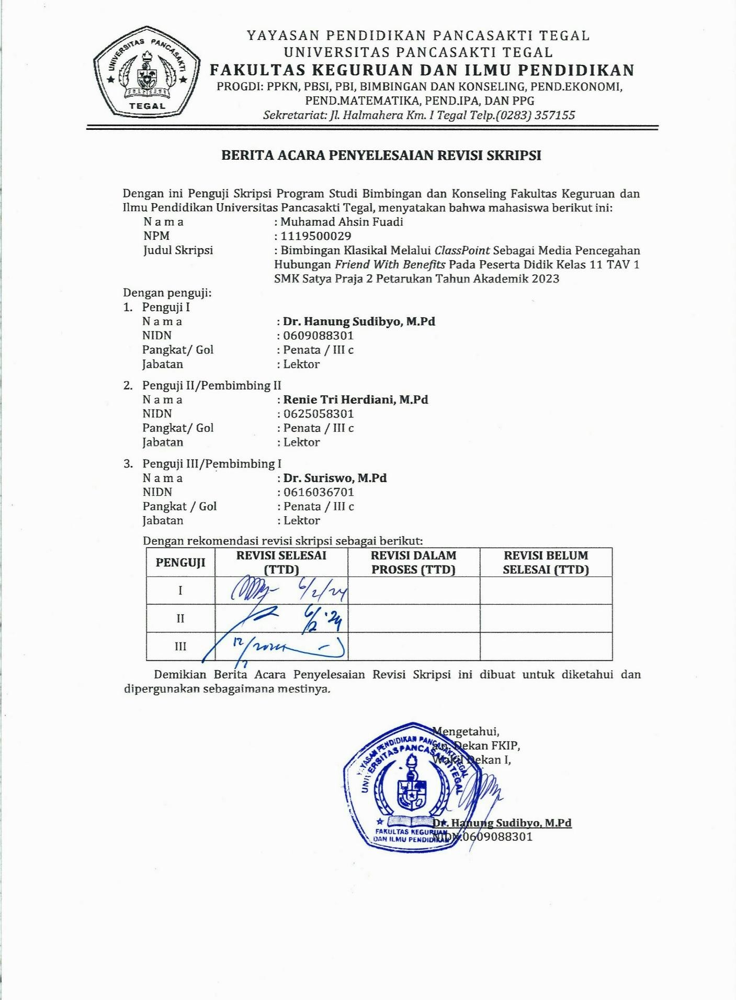 UNIVERSITAS PANCASAKTI
TEGAL
YAYASAN PENDIDIKAN PANCASAKTI TEGAL
UNIVERSITAS PANCASAKTI TEGAL
FAKULTAS KEGURUAN DAN ILMU PENDIDIKAN
PROGDI: PPKN, PBSI, PBI, BIMBINGAN DAN KONSELING, PEND.EKONOMI,
PEND.MATEMATIKA, PEND.IPA, DAN PPG
Sekretariat: Jl. Halmahera Km. I Tegal Telp.(0283) 357155
BERITA ACARA PENYELESAIAN REVISI SKRIPSI
Dengan ini Penguji Skripsi Program Studi Bimbingan dan Konseling Fakultas Keguruan dan
Ilmu Pendidikan Universitas Pancasakti Tegal, menyatakan bahwa mahasiswa berikut ini:
N a m a : Muhamad Ahsin Fuadi
NPM : 1119500029
Judul Skripsi : Bimbingan Klasikal Melalui ClassPoint Sebagai Media Pencegahan
Hubungan Friend With Benefits Pada Peserta Didik Kelas 11 TAV 1
SMK Satya Praja 2 Petarukan Tahun Akademik 2023
Dengan penguji:
1. Penguji I
N a m a : Dr. Hanung Sudibyo, M.Pd
NIDN : 0609088301
Pangkat/ Gol : Penata / III c
Jabatan : Lektor
2. Penguji II/Pembimbing II
N a m a : Renie Tri Herdiani, M.Pd
NIDN : 0625058301
Pangkat/ Gol : Penata / III c
Jabatan : Lektor
3. Penguji III/Pembimbing I
N a m a : Dr. Suriswo, M.Pd
NIDN : 0616036701
Pangkat / Gol : Penata / III c
Jabatan : Lektor
Dengan rekomendasi revisi skripsi sebagai berikut:
PENGUJI REVISI SELESAI (TTD) REVISI DALAM PROSES (TTD) REVISI BELUM SELESAI (TTD)
I 6/2/24
II 6/2 '24
III 12/2024
Demikian Berita Acara Penyelesaian Revisi Skripsi ini dibuat untuk diketahui dan
dipergunakan sebagaimana mestinya.
Mengetahui,
a.n. Dekan FKIP,
Wakil Dekan I,
YAYASAN PENDIDIKAN PANCASAKTI TEGAL
UNIVERSITAS PANCASAKTI TEGAL
FAKULTAS KEGURUAN
DAN ILMU PENDIDIKAN
Dr. Hanung Sudibyo, M.Pd
NIDN.0609088301